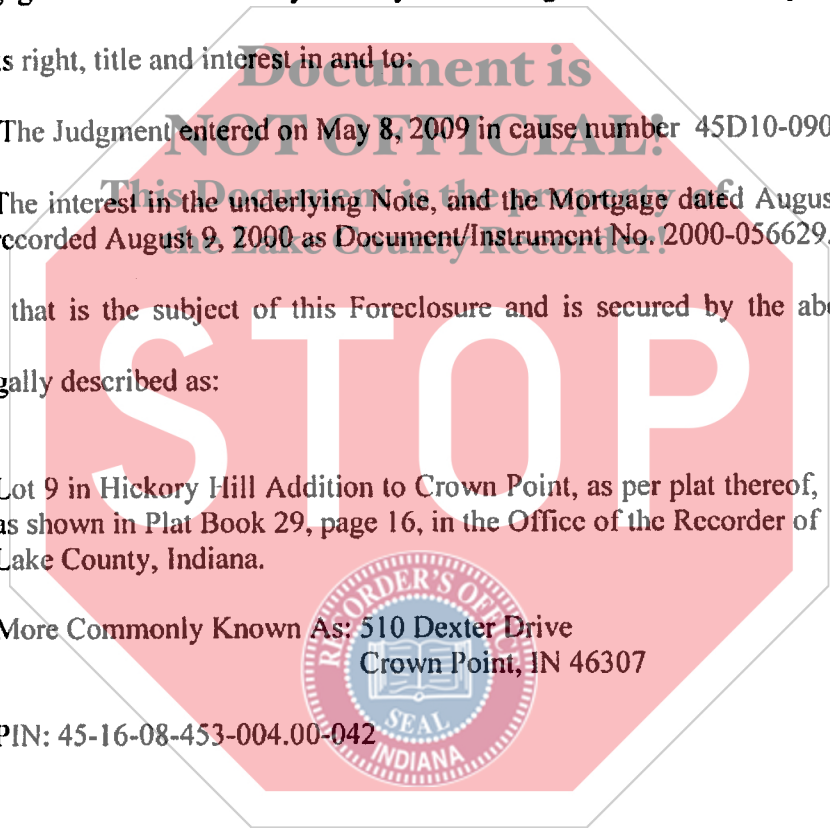 s right, title and interest in and to:
Document is
The Judgment entered on May 8, 2009 in cause number 45D10-090
NOT OFFICIAL!
This Document is the property of
The interest in the underlying Note, and the Mortgage dated Augus
recorded August 9, 2000 as Document/Instrument No. 2000-056629.
the Lake County Recorder!
that is the subject of this Foreclosure and is secured by the abo
STOP
gally described as:
Lot 9 in Hickory Hill Addition to Crown Point, as per plat thereof,
as shown in Plat Book 29, page 16, in the Office of the Recorder of
Lake County, Indiana.
RECORDER'S OFFICE
More Commonly Known As: 510 Dexter Drive
Crown Point, IN 46307
SEAL
PIN: 45-16-08-453-004.00-042
INDIANA